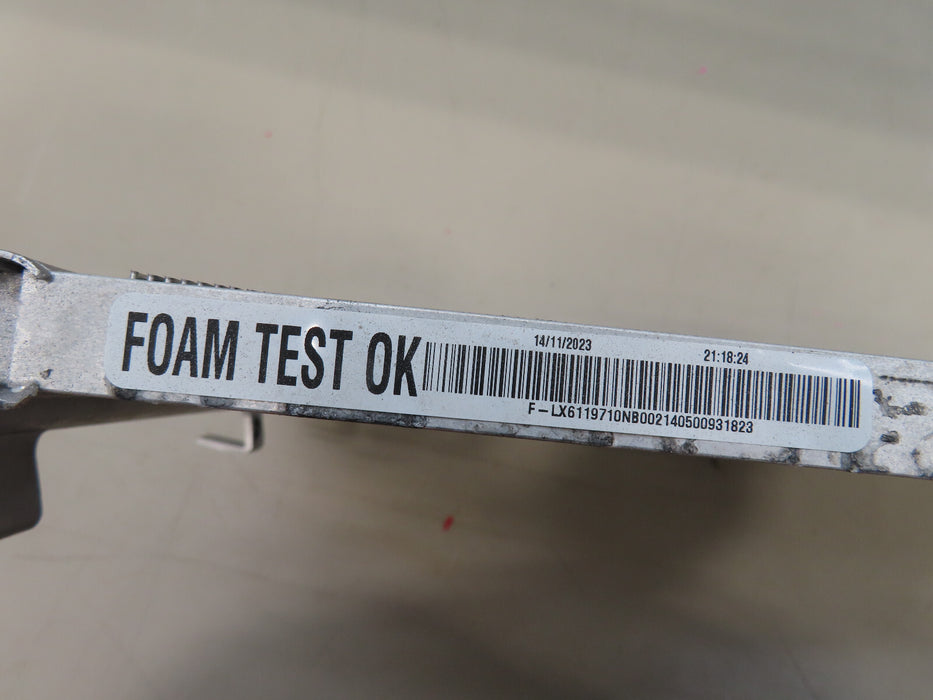 FOAM TEST OK
14/11/2023 21:18:24
F-LX6119710NB002140500931823